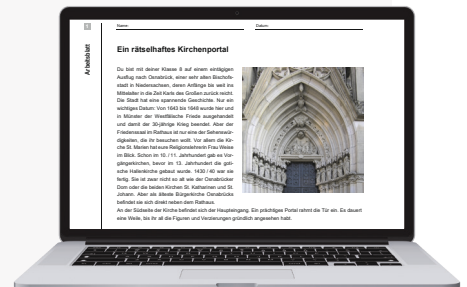 1
Name:
Datum:
Arbeitsblatt
Ein rätselhaftes Kirchenportal
Du bist mit deiner Klasse 8 auf einem eintägigen
Ausflug nach Osnabrück, einer sehr alten Bischofs-
stadt in Niedersachsen, deren Anfänge bis weit ins
Mittelalter in die Zeit Karls des Großen zurück reicht.
Die Stadt hat eine spannende Geschichte. Nur ein
wichtiges Datum: Von 1643 bis 1648 wurde hier und
in Münster der Westfälische Friede ausgehandelt
und damit der 30-jährige Krieg beendet. Aber der
Friedenssaal im Rathaus ist nur eine der Sehenswür-
digkeiten, die ihr besuchen wollt. Vor allem die Kir-
che St. Marien hat eure Religionslehrerin Frau Weise
im Blick. Schon im 10. / 11. Jahrhundert gab es Vor-
gängerkirchen, bevor im 13. Jahrhundert die goti-
sche Hallenkirche gebaut wurde. 1430 / 40 war sie
fertig. Sie ist zwar nicht so alt wie der Osnabrücker
Dom oder die beiden Kirchen St. Katharinen und St.
Johann. Aber als älteste Bürgerkirche Osnabrücks
befindet sie sich direkt neben dem Rathaus.
An der Südseite der Kirche befindet sich der Haupteingang. Ein prächtiges Portal rahmt die Tür ein. Es dauert
eine Weile, bis ihr all die Figuren und Verzierungen gründlich angesehen habt.